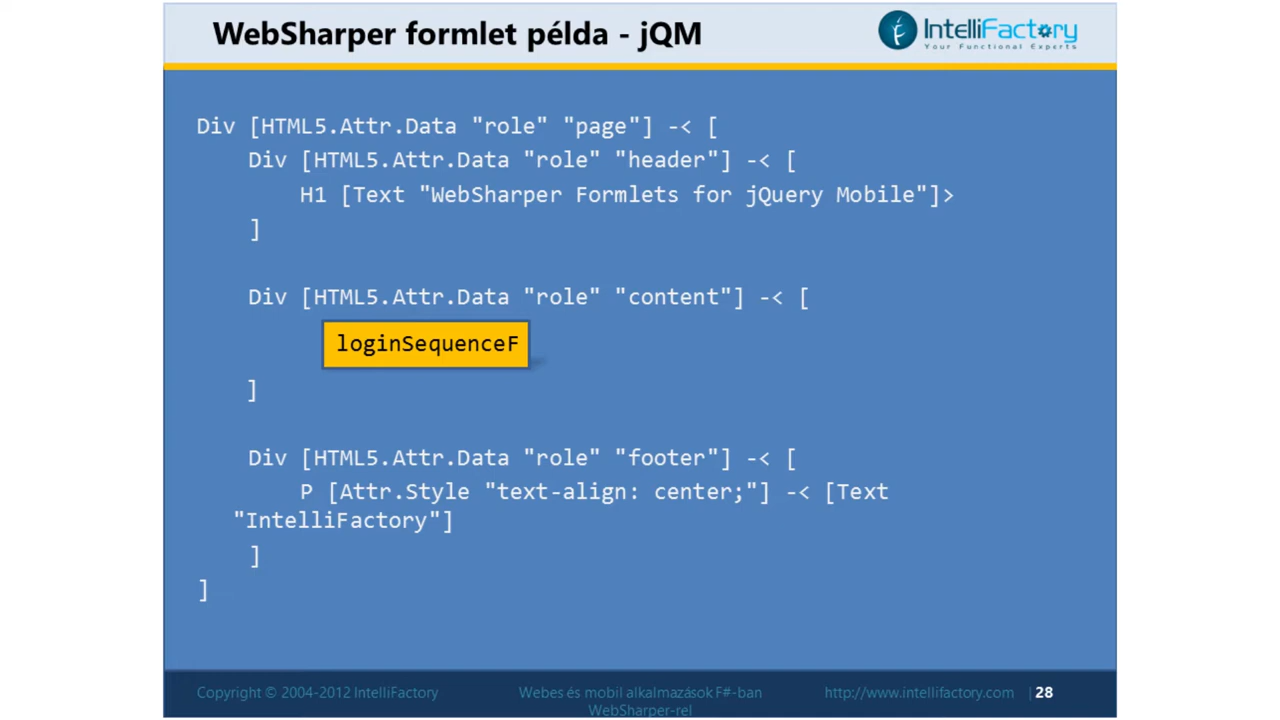 WebSharper formlet példa - jQM
IntelliFactory
Your Functional Experts
Div [HTML5.Attr.Data "role" "page"] -< [
Div [HTML5.Attr.Data "role" "header"] -< [
H1 [Text "WebSharper Formlets for jQuery Mobile"]>
]
Div [HTML5.Attr.Data "role" "content"] -< [
loginSequenceF
]
Div [HTML5.Attr.Data "role" "footer"] -< [
P [Attr.Style "text-align: center;"] -< [Text
"IntelliFactory"]
]
]
Copyright © 2004-2012 IntelliFactory
Webes és mobil alkalmazások F#-ban
WebSharper-rel
http://www.intellifactory.com | 28